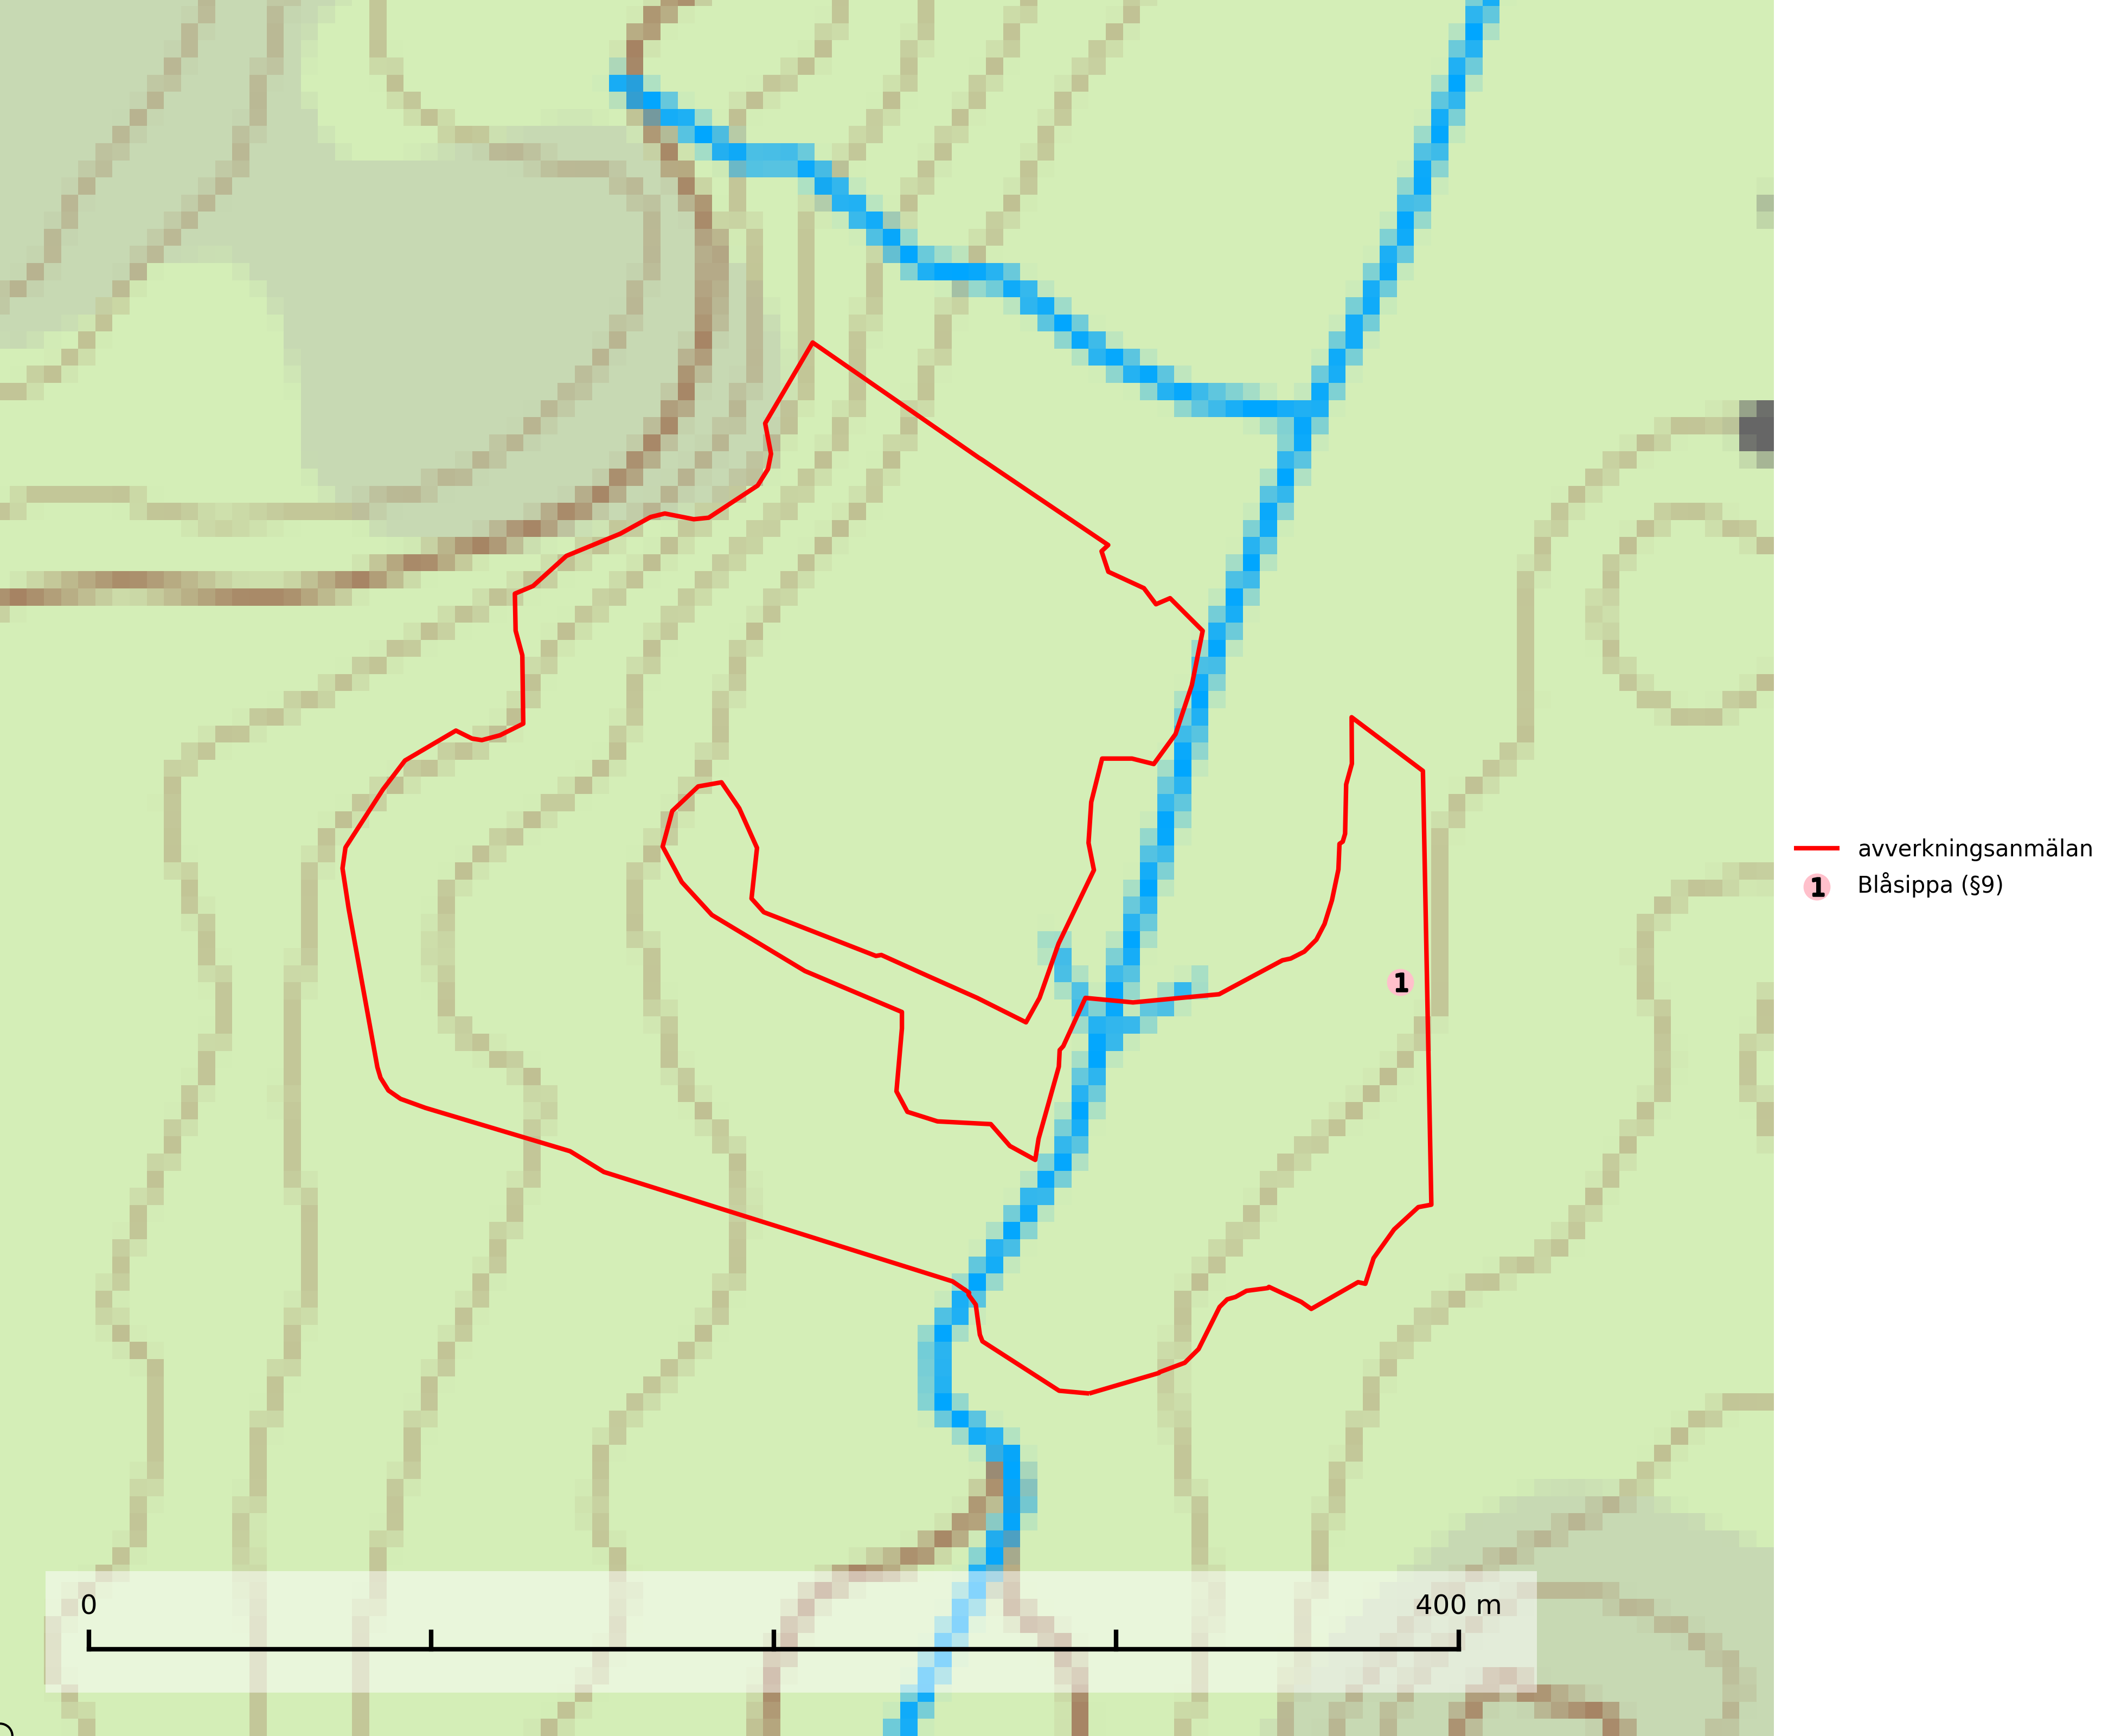 avverkningsanmälan
1 Blåsippa (§9)
1
0 400 m